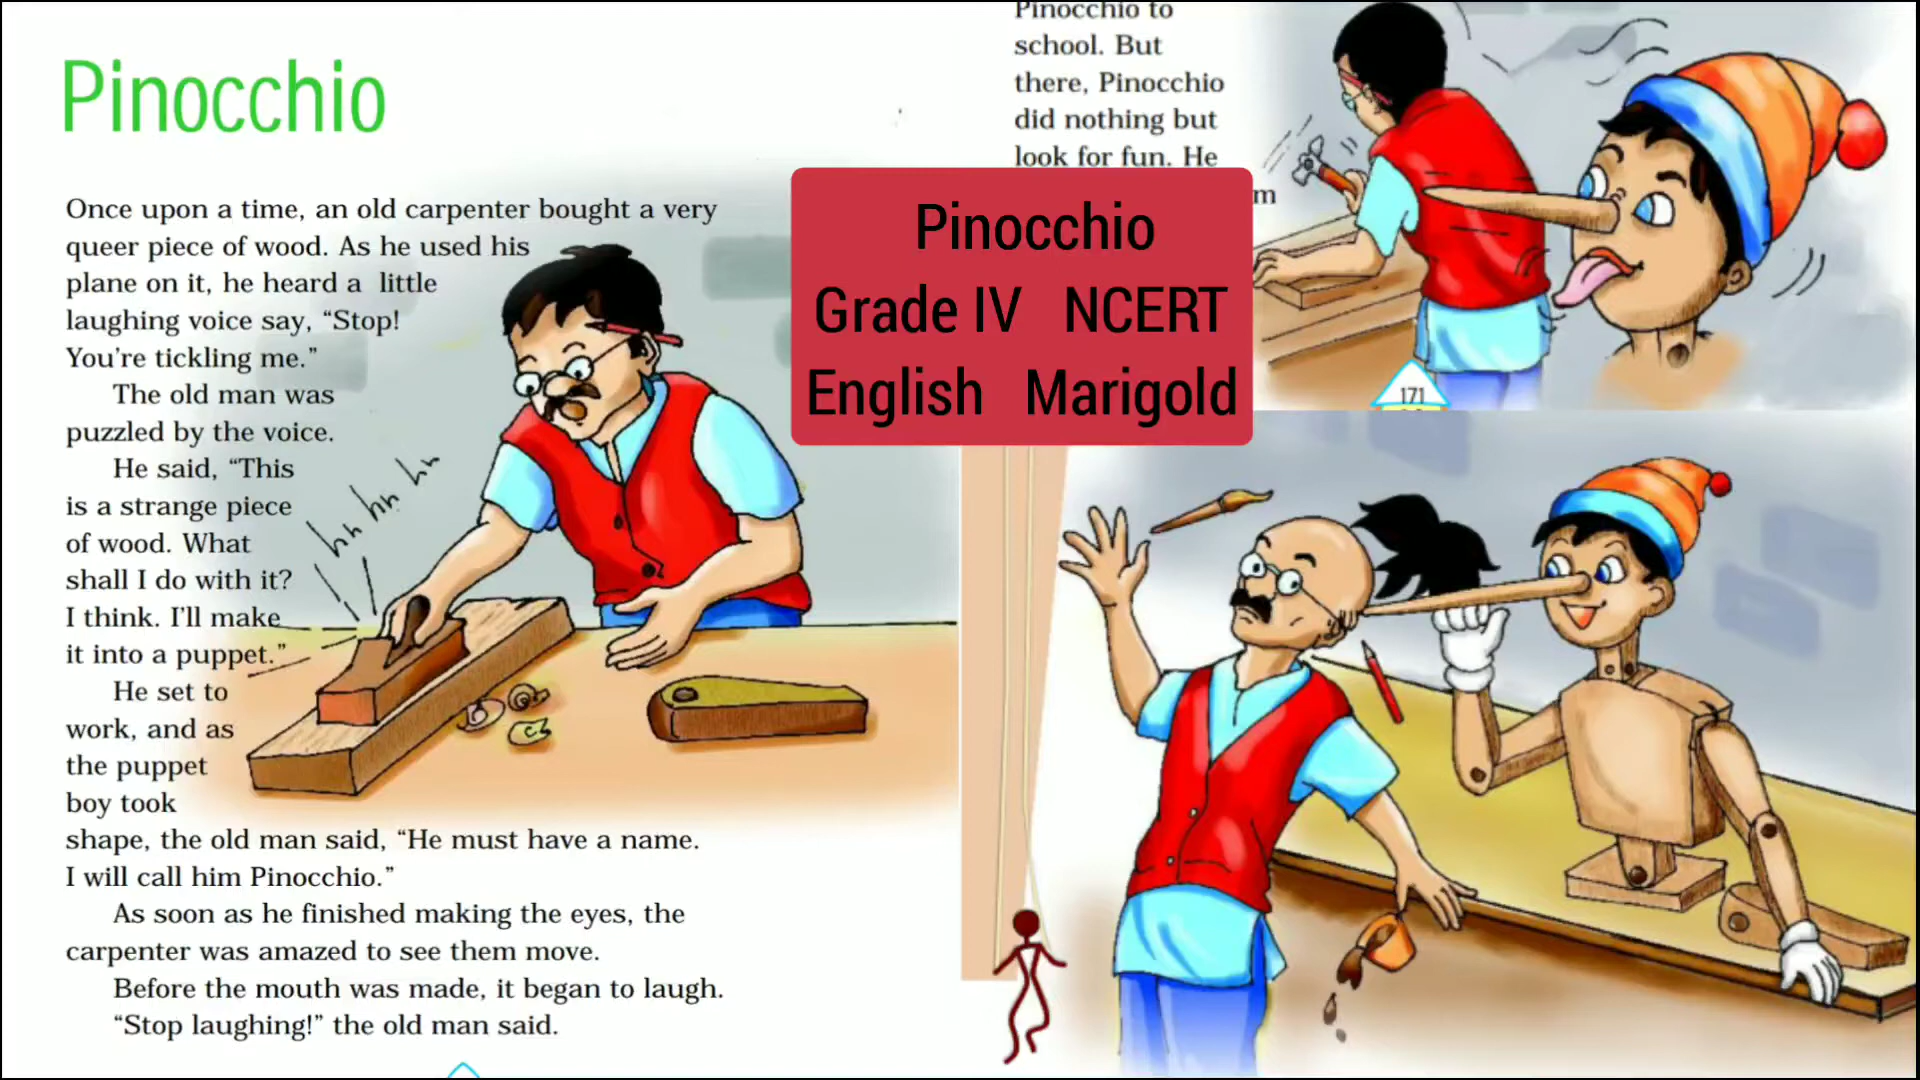 Pinocchio
Once upon a time, an old carpenter bought a very
queer piece of wood. As he used his
plane on it, he heard a little
laughing voice say, “Stop!
You’re tickling me.”
The old man was
puzzled by the voice.
He said, “This
is a strange piece
of wood. What
shall I do with it?
I think. I’ll make
it into a puppet.”
He set to
work, and as
the puppet
boy took
shape, the old man said, “He must have a name.
I will call him Pinocchio.”
As soon as he finished making the eyes, the
carpenter was amazed to see them move.
Before the mouth was made, it began to laugh.
“Stop laughing!” the old man said.
hh hh hh
Pinocchio to
school. But
there, Pinocchio
did nothing but
look for fun. He
m
Pinocchio
Grade IV NCERT
English Marigold
171